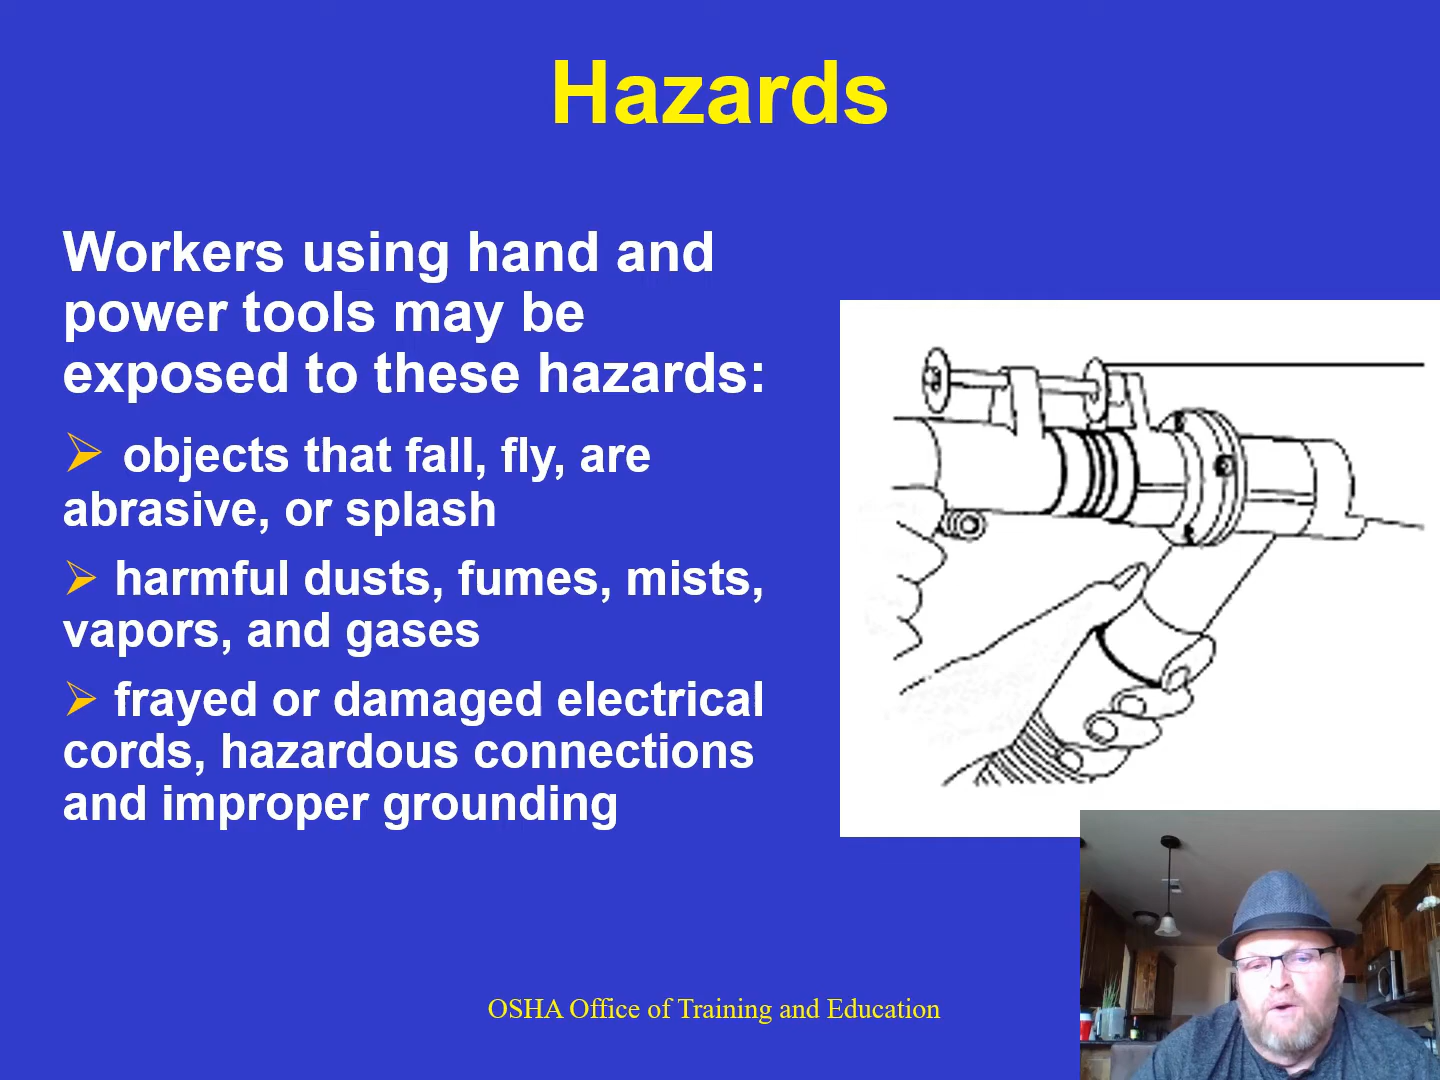 Hazards
Workers using hand and
power tools may be
exposed to these hazards:
objects that fall, fly, are
abrasive, or splash
harmful dusts, fumes, mists,
vapors, and gases
frayed or damaged electrical
cords, hazardous connections
and improper grounding
OSHA Office of Training and Education